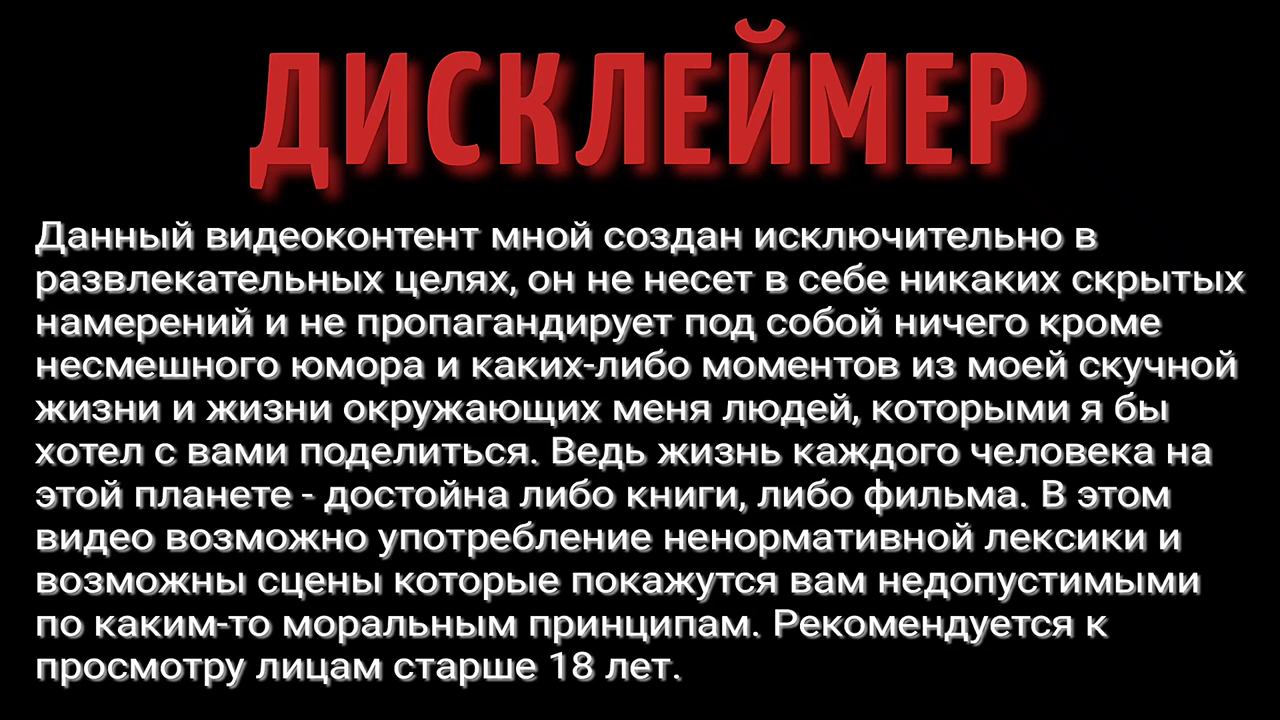 ДИСКЛЕЙМЕР
Данный видеоконтент мной создан исключительно в
развлекательных целях, он не несет в себе никаких скрытых
намерений и не пропагандирует под собой ничего кроме
несмешного юмора и каких-либо моментов из моей скучной
жизни и жизни окружающих меня людей, которыми я бы
хотел с вами поделиться. Ведь жизнь каждого человека на
этой планете - достойна либо книги, либо фильма. В этом
видео возможно употребление ненормативной лексики и
возможны сцены которые покажутся вам недопустимыми
по каким-то моральным принципам. Рекомендуется к
просмотру лицам старше 18 лет.